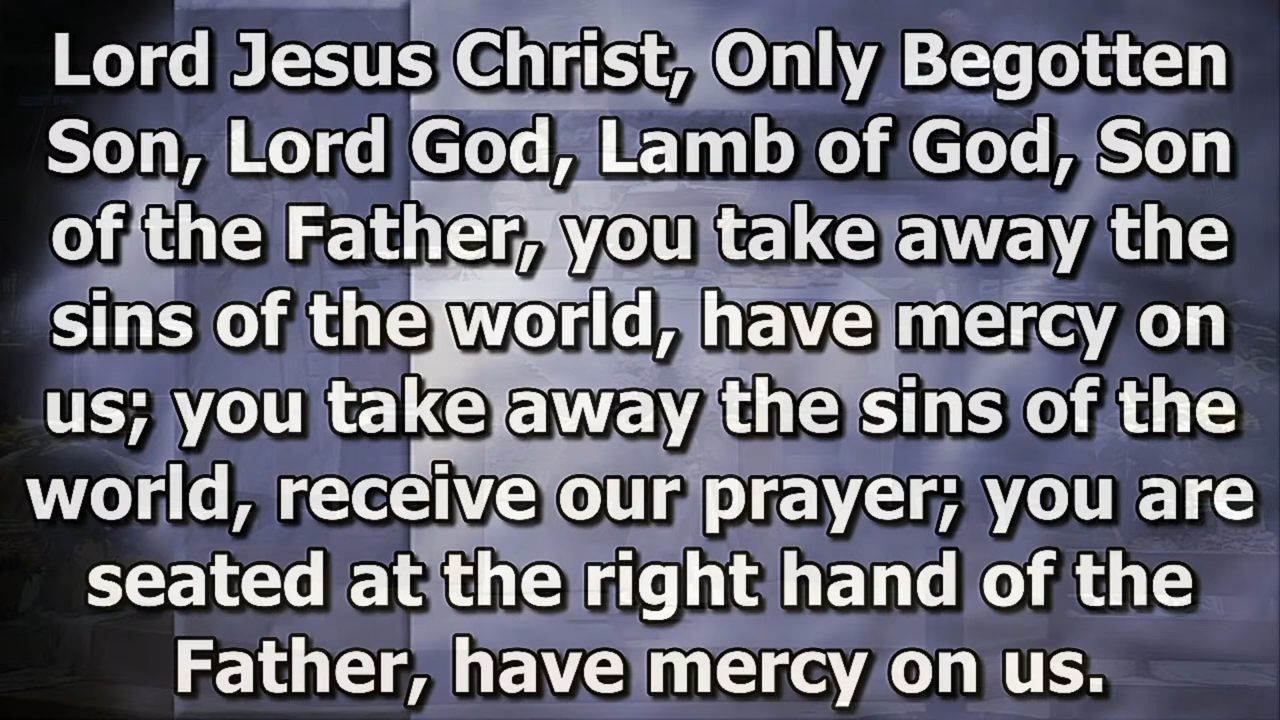 Lord Jesus Christ, Only Begotten
Son, Lord God, Lamb of God, Son
of the Father, you take away the
sins of the world, have mercy on
us; you take away the sins of the
world, receive our prayer; you are
seated at the right hand of the
Father, have mercy on us.